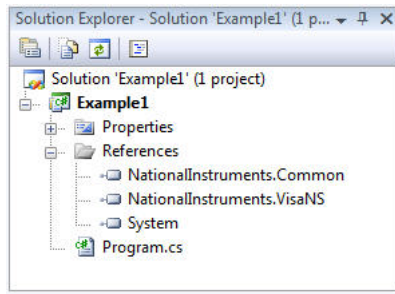 Solution Explorer - Solution 'Example1' (1 p...
Solution 'Example1' (1 project)
Example1
Properties
References
NationalInstruments.Common
NationalInstruments.VisaNS
System
Program.cs